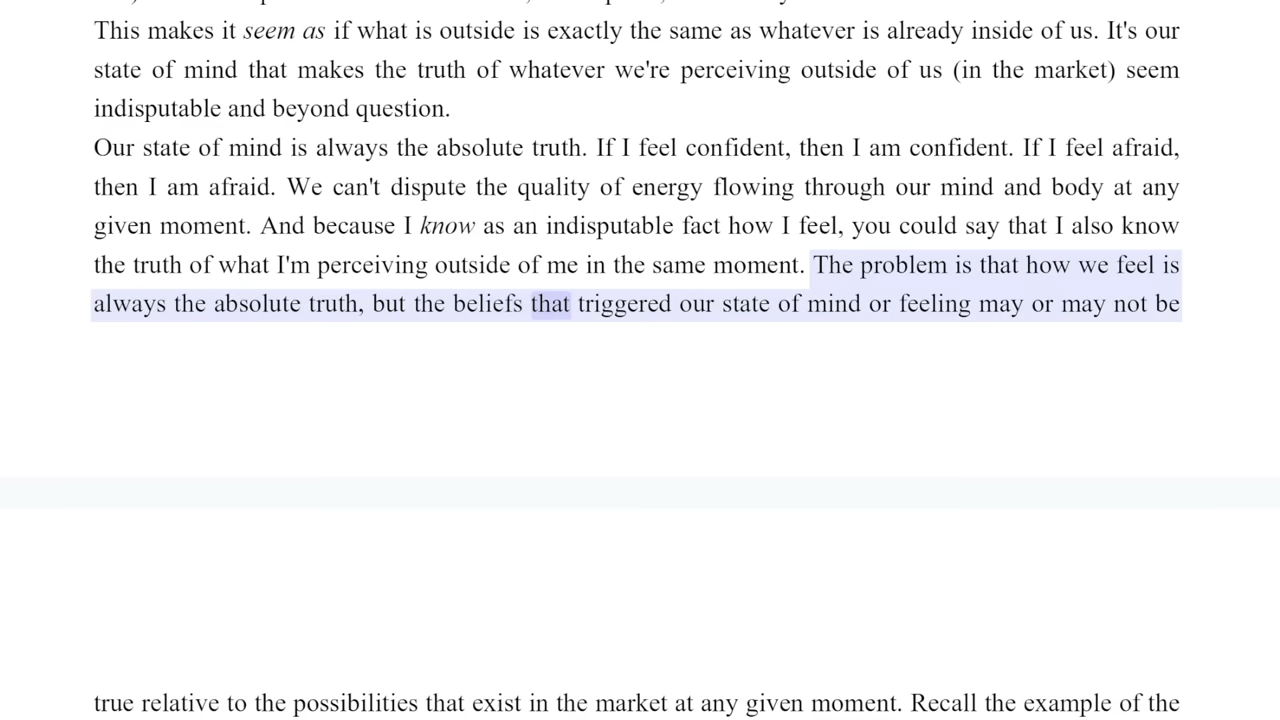 This makes it seem as if what is outside is exactly the same as whatever is already inside of us. It's our
state of mind that makes the truth of whatever we're perceiving outside of us (in the market) seem
indisputable and beyond question.
Our state of mind is always the absolute truth. If I feel confident, then I am confident. If I feel afraid,
then I am afraid. We can't dispute the quality of energy flowing through our mind and body at any
given moment. And because I know as an indisputable fact how I feel, you could say that I also know
the truth of what I'm perceiving outside of me in the same moment. The problem is that how we feel is
always the absolute truth, but the beliefs that triggered our state of mind or feeling may or may not be
true relative to the possibilities that exist in the market at any given moment. Recall the example of the